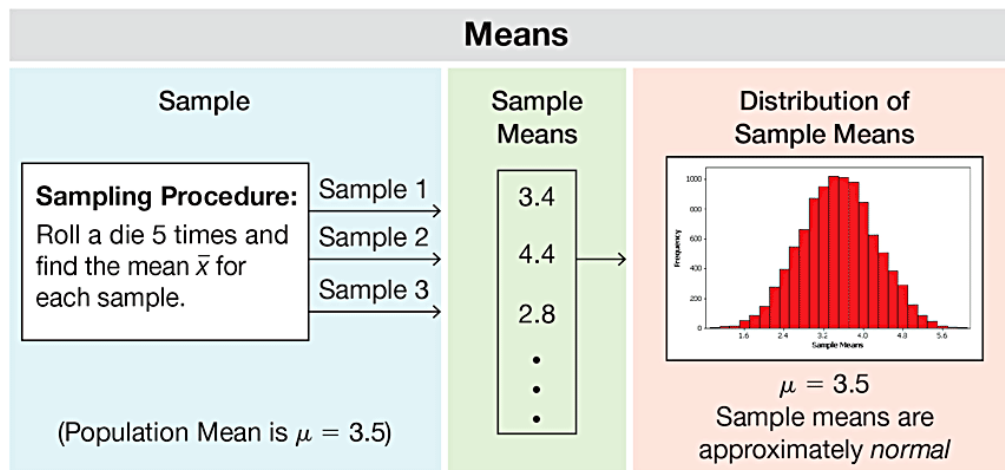 Means
Sample
Sampling Procedure:
Roll a die 5 times and
find the mean x̄ for
each sample.
Sample 1
Sample 2
Sample 3
(Population Mean is μ = 3.5)
Sample
Means
3.4
4.4
2.8
Distribution of
Sample Means
Frequency
1000
800
600
400
200
0
1.6 2.4 3.2 4.0 4.8 5.6
Sample Means
μ = 3.5
Sample means are
approximately normal